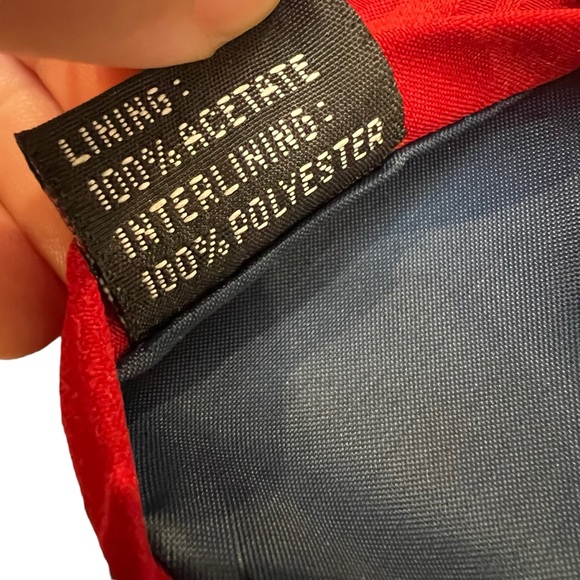 LINING:
100% ACETATE
INTERLINING:
100% POLYESTER